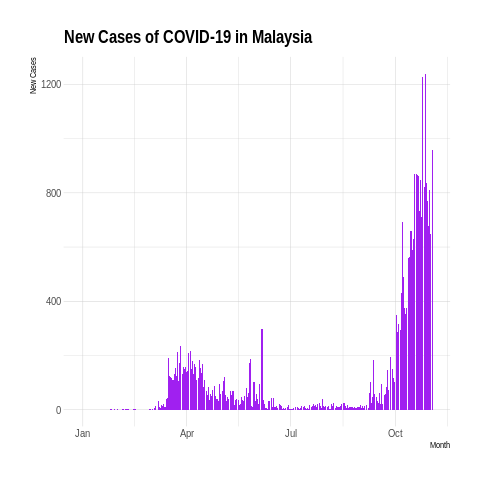 New Cases of COVID-19 in Malaysia
New Cases
1200
800
400
0
Jan Apr Jul Oct
Month